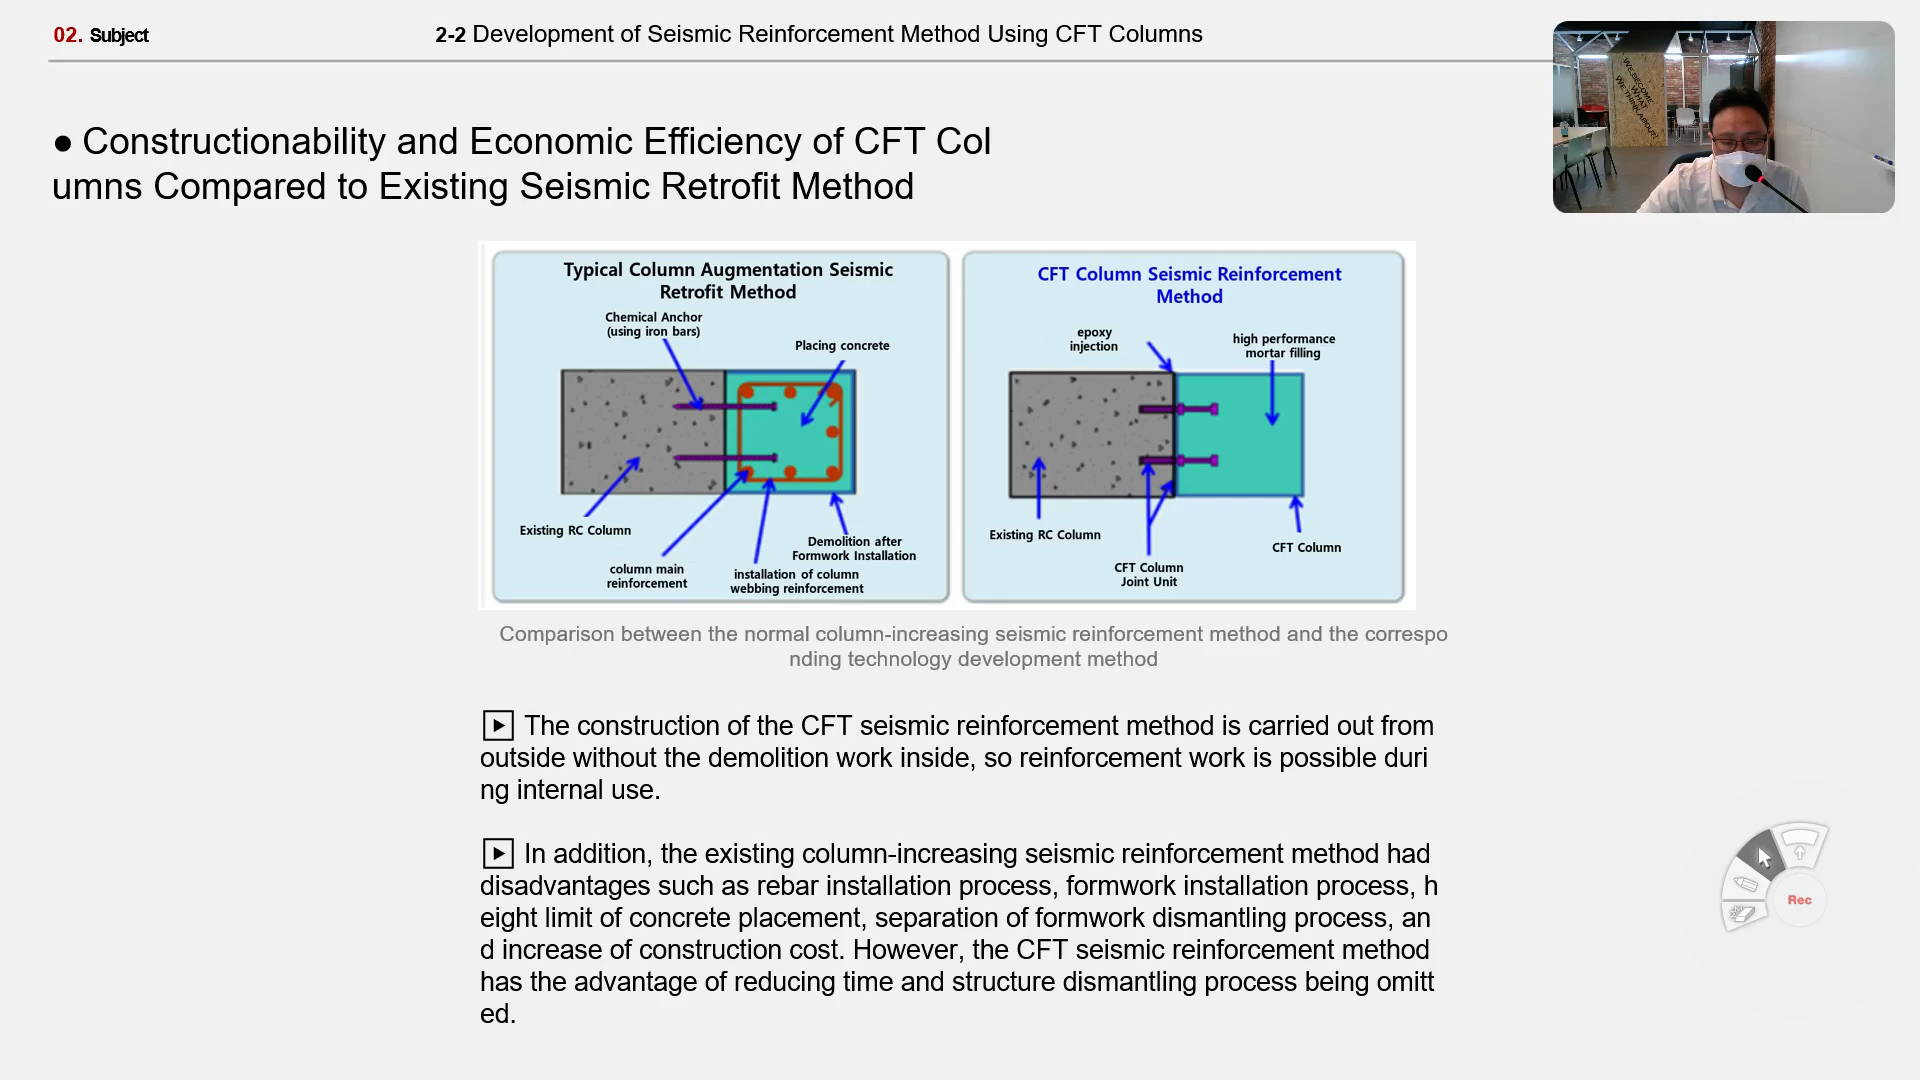 02. Subject
2-2 Development of Seismic Reinforcement Method Using CFT Columns
WE BECOME
WHAT
WE THINK ABOUT!
● Constructionability and Economic Efficiency of CFT Col
umns Compared to Existing Seismic Retrofit Method
Typical Column Augmentation Seismic
Retrofit Method
Chemical Anchor
(using iron bars)
Placing concrete
Existing RC Column
column main
reinforcement
installation of column
webbing reinforcement
Demolition after
Formwork Installation
CFT Column Seismic Reinforcement
Method
epoxy
injection
high performance
mortar filling
Existing RC Column
CFT Column
Joint Unit
CFT Column
Comparison between the normal column-increasing seismic reinforcement method and the correspo
nding technology development method
▶ The construction of the CFT seismic reinforcement method is carried out from
outside without the demolition work inside, so reinforcement work is possible duri
ng internal use.
▶ In addition, the existing column-increasing seismic reinforcement method had
disadvantages such as rebar installation process, formwork installation process, h
eight limit of concrete placement, separation of formwork dismantling process, an
d increase of construction cost. However, the CFT seismic reinforcement method
has the advantage of reducing time and structure dismantling process being omitt
ed.
Rec